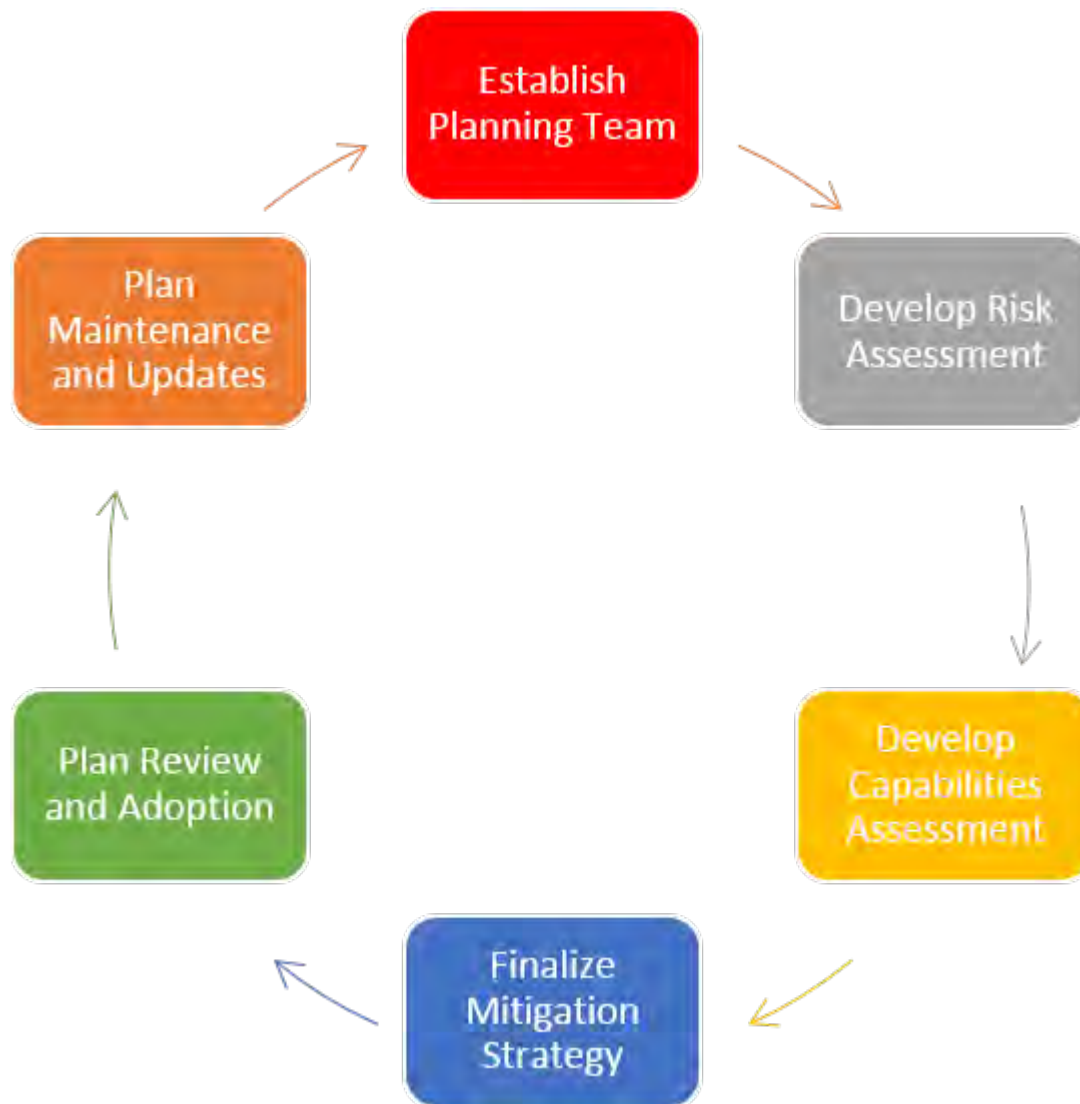 Establish
Planning Team
Develop Risk
Assessment
Develop
Capabilities
Assessment
Finalize
Mitigation
Strategy
Plan Review
and Adoption
Plan
Maintenance
and Updates